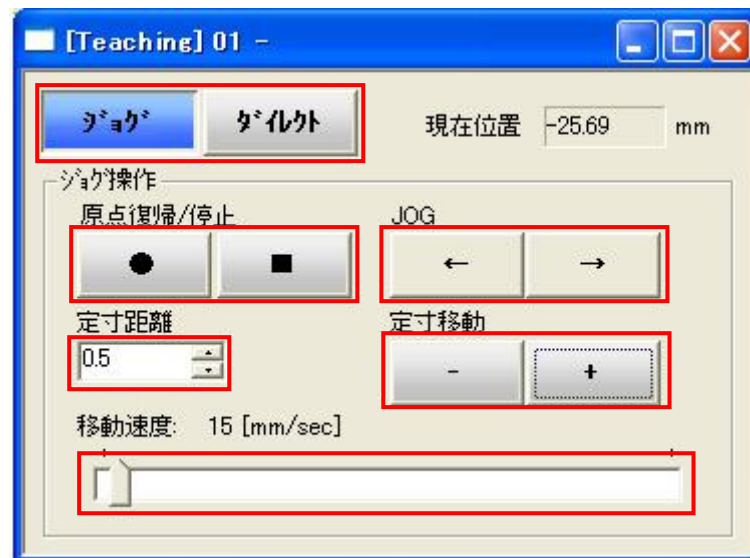 [Teaching] 01 -
ｼﾞｮｸﾞ ﾀﾞｲﾚｸﾄ 現在位置 -25.69 mm
ｼﾞｮｸﾞ操作
原点復帰/停止 JOG
● ■ ← →
定寸距離 定寸移動
0.5 - +
移動速度: 15 [mm/sec]